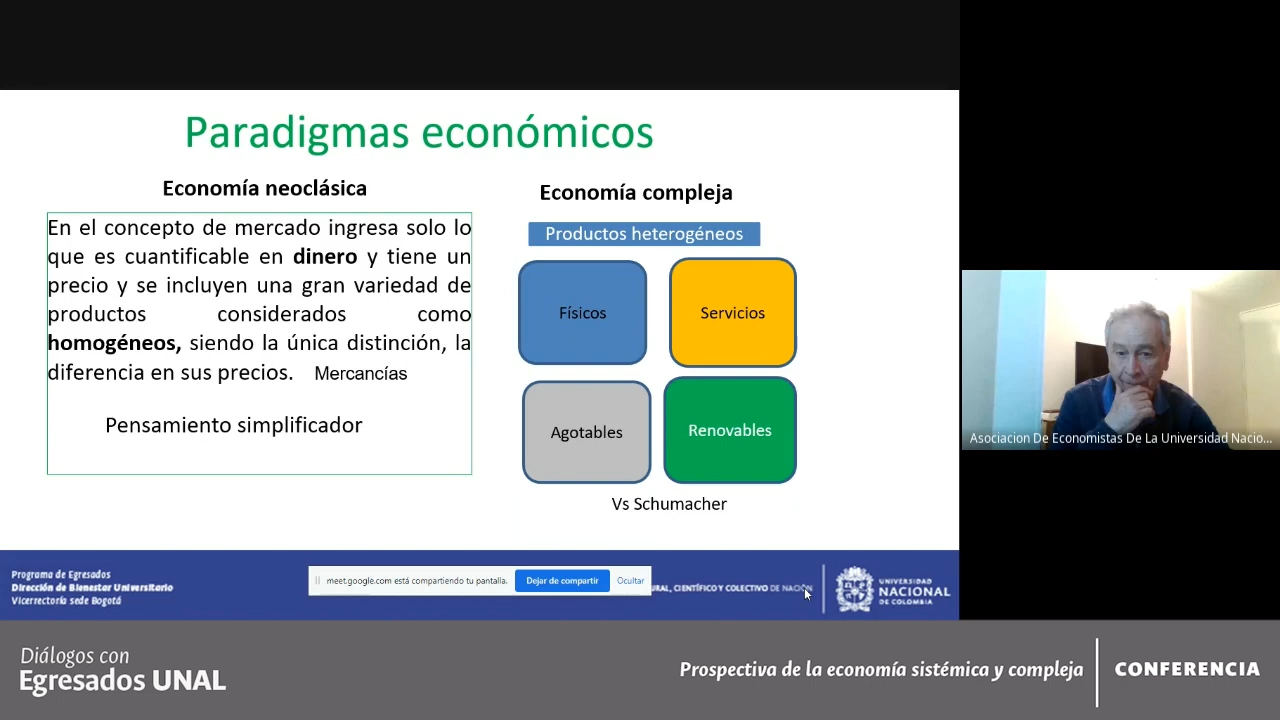 Paradigmas económicos
Economía neoclásica
En el concepto de mercado ingresa solo lo
que es cuantificable en dinero y tiene un
precio y se incluyen una gran variedad de
productos considerados como
homogéneos, siendo la única distinción, la
diferencia en sus precios. Mercancías
Pensamiento simplificador
Economía compleja
Productos heterogéneos
Físicos
Servicios
Agotables
Renovables
Vs Schumacher
Asociacion De Economistas De La Universidad Nacio...
Programa de Egresados
Dirección de Bienestar Universitario
Vicerrectoría sede Bogotá
meet.google.com está compartiendo tu pantalla.
Dejar de compartir
Ocultar
CIENTÍFICO Y COLECTIVO DE NACIÓN
UNIVERSIDAD
NACIONAL
DE COLOMBIA
Diálogos con
Egresados UNAL
Prospectiva de la economía sistémica y compleja
CONFERENCIA